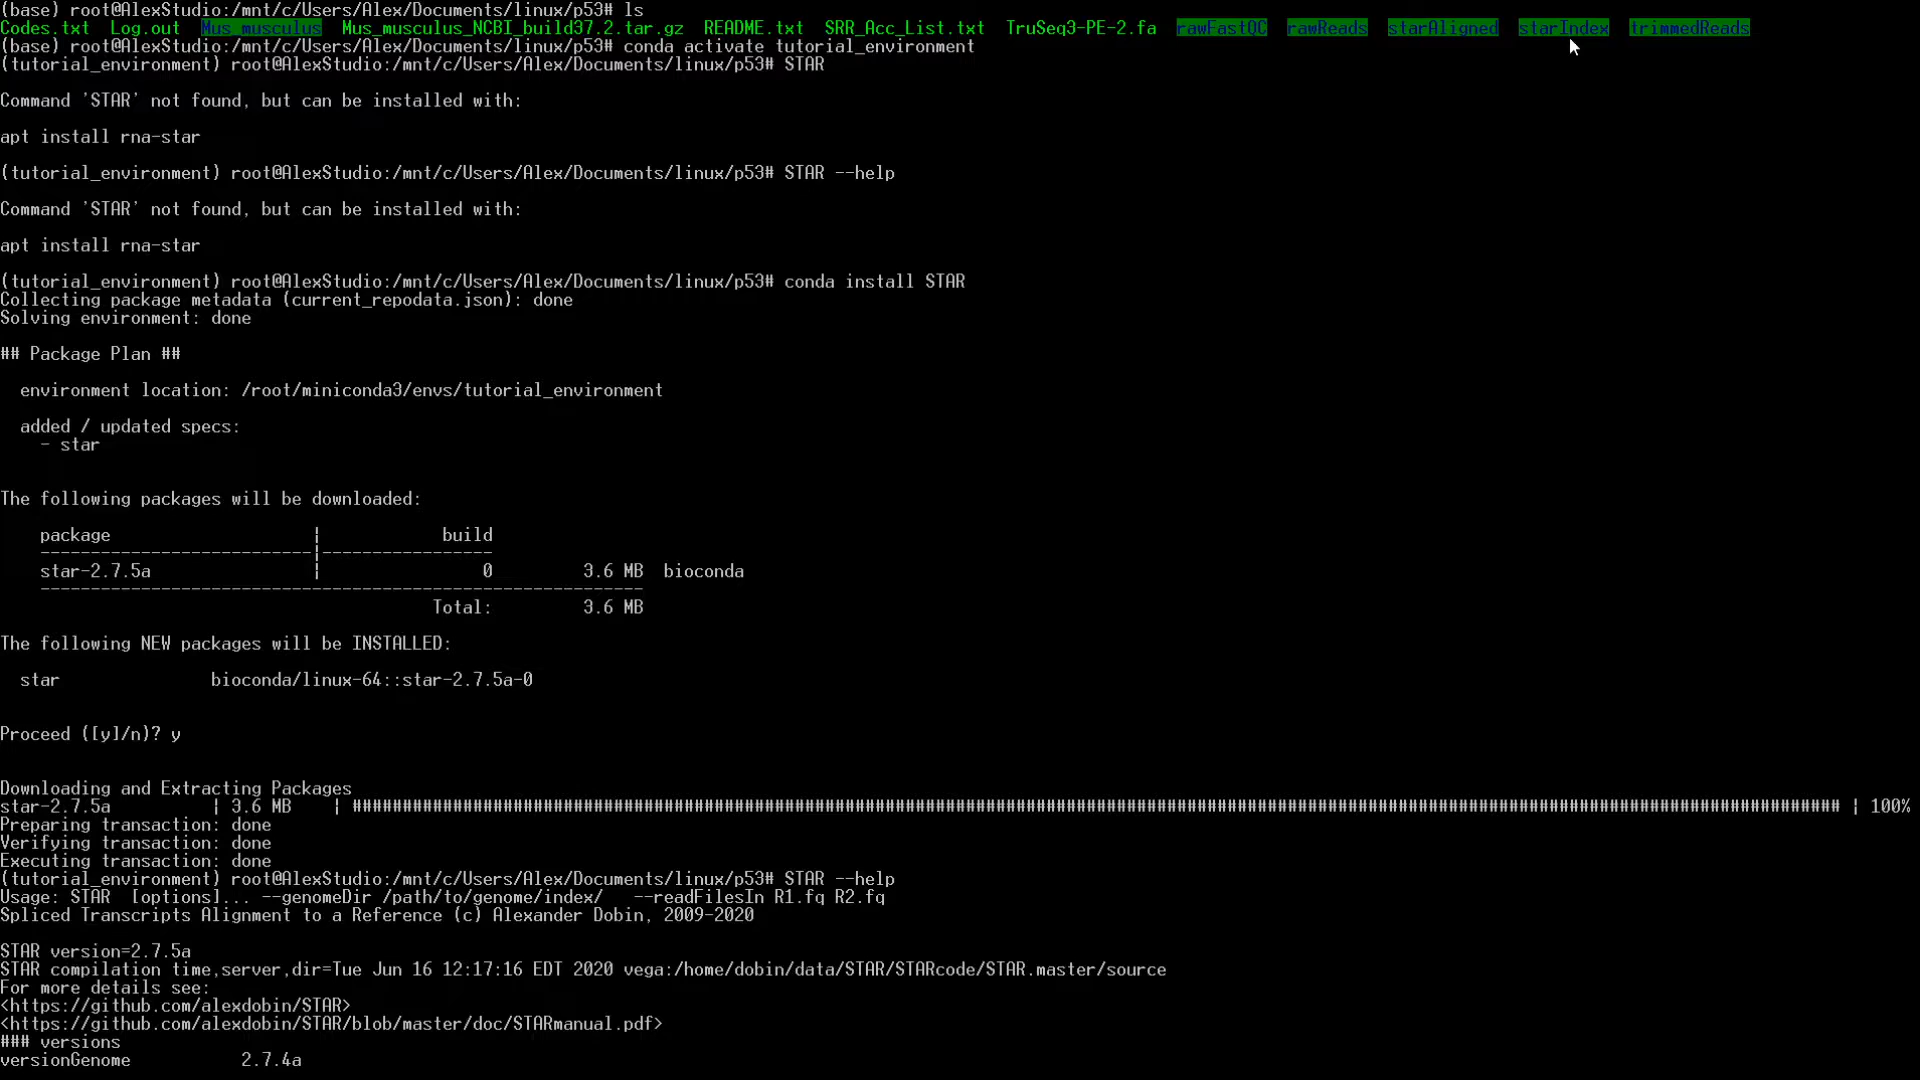 (base) root@AlexStudio:/mnt/c/Users/Alex/Documents/linux/p53# ls
Codes.txt  Log.out  Mus_musculus  Mus_musculus_NCBI_build37.2.tar.gz  README.txt  SRR_Acc_List.txt  TruSeq3-PE-2.fa  rawFastQC  rawReads  starAligned  starIndex  trimmedReads
(base) root@AlexStudio:/mnt/c/Users/Alex/Documents/linux/p53# conda activate tutorial_environment
(tutorial_environment) root@AlexStudio:/mnt/c/Users/Alex/Documents/linux/p53# STAR
Command 'STAR' not found, but can be installed with:
apt install rna-star
(tutorial_environment) root@AlexStudio:/mnt/c/Users/Alex/Documents/linux/p53# STAR --help
Command 'STAR' not found, but can be installed with:
apt install rna-star
(tutorial_environment) root@AlexStudio:/mnt/c/Users/Alex/Documents/linux/p53# conda install STAR
Collecting package metadata (current_repodata.json): done
Solving environment: done
## Package Plan ##
environment location: /root/miniconda3/envs/tutorial_environment
added / updated specs:
- star
The following packages will be downloaded:
package | build
---------------------------|-----------------
star-2.7.5a | 0 3.6 MB bioconda
------------------------------------------------------------
Total: 3.6 MB
The following NEW packages will be INSTALLED:
star bioconda/linux-64::star-2.7.5a-0
Proceed ([y]/n)? y
Downloading and Extracting Packages
star-2.7.5a | 3.6 MB | #################################################################################################################################################### | 100%
Preparing transaction: done
Verifying transaction: done
Executing transaction: done
(tutorial_environment) root@AlexStudio:/mnt/c/Users/Alex/Documents/linux/p53# STAR --help
Usage: STAR  [options]... --genomeDir /path/to/genome/index/   --readFilesIn R1.fq R2.fq
Spliced Transcripts Alignment to a Reference (c) Alexander Dobin, 2009-2020
STAR version=2.7.5a
STAR compilation time,server,dir=Tue Jun 16 12:17:16 EDT 2020 vega:/home/dobin/data/STAR/STARcode/STAR.master/source
For more details see:
<https://github.com/alexdobin/STAR>
<https://github.com/alexdobin/STAR/blob/master/doc/STARmanual.pdf>
### versions
versionGenome 2.7.4a